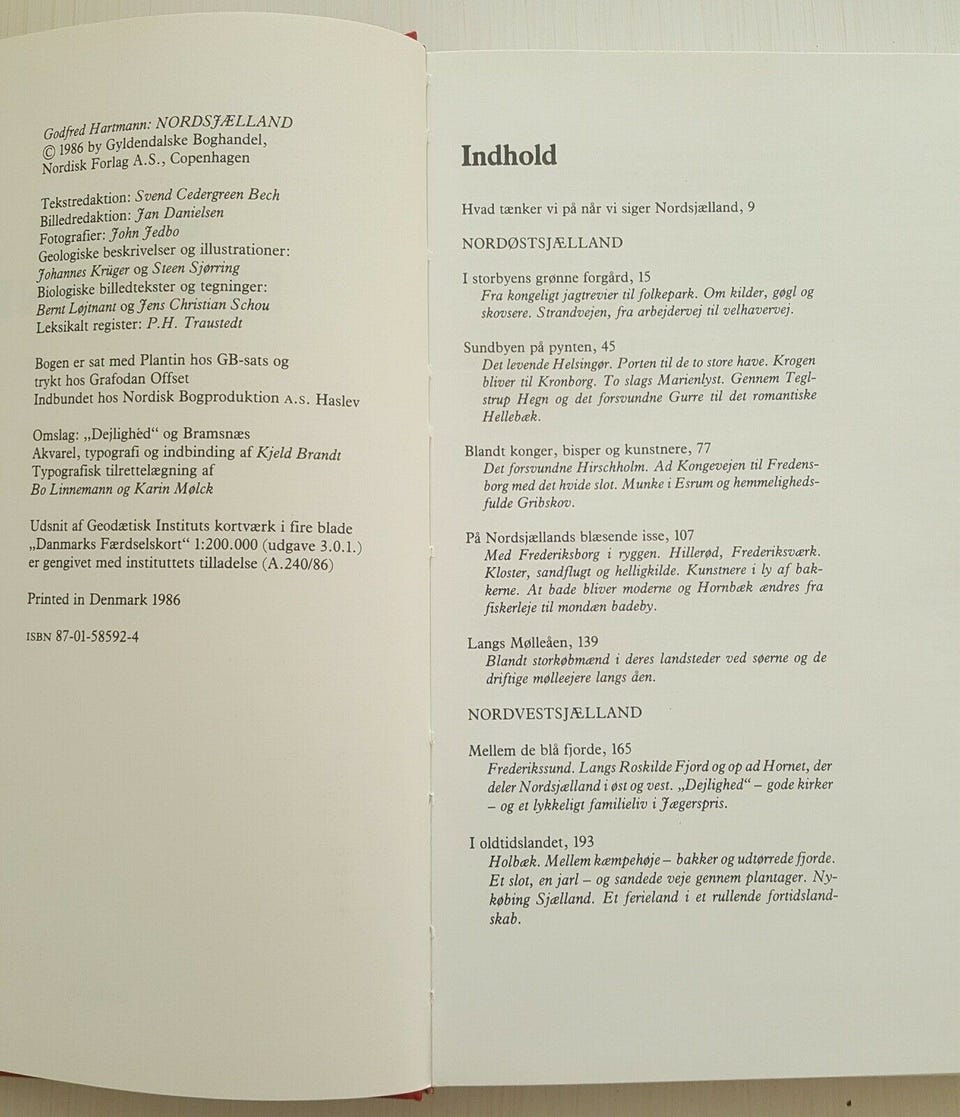 Godfred Hartmann: NORDSJÆLLAND
© 1986 by Gyldendalske Boghandel,
Nordisk Forlag A.S., Copenhagen
Tekstredaktion: Svend Cedergreen Bech
Billedredaktion: Jan Danielsen
Fotografier: John Jedbo
Geologiske beskrivelser og illustrationer:
Johannes Krüger og Steen Sjørring
Biologiske billedtekster og tegninger:
Bernt Løjtnant og Jens Christian Schou
Leksikalt register: P.H. Traustedt
Bogen er sat med Plantin hos GB-sats og
trykt hos Grafodan Offset
Indbundet hos Nordisk Bogproduktion A.S. Haslev
Omslag: „Dejlighed“ og Bramsnæs
Akvarel, typografi og indbinding af Kjeld Brandt
Typografisk tilrettelægning af
Bo Linnemann og Karin Mølck
Udsnit af Geodætisk Instituts kortværk i fire blade
„Danmarks Færdselskort“ 1:200.000 (udgave 3.0.1.)
er gengivet med instituttets tilladelse (A.240/86)
Printed in Denmark 1986
ISBN 87-01-58592-4
Indhold
Hvad tænker vi på når vi siger Nordsjælland, 9
NORDØSTSJÆLLAND
I storbyens grønne forgård, 15
Fra kongeligt jagtrevier til folkepark. Om kilder, gøgl og
skovsere. Strandvejen, fra arbejdervej til velhavervej.
Sundbyen på pynten, 45
Det levende Helsingør. Porten til de to store have. Krogen
bliver til Kronborg. To slags Marienlyst. Gennem Tegl-
strup Hegn og det forsvundne Gurre til det romantiske
Hellebæk.
Blandt konger, bisper og kunstnere, 77
Det forsvundne Hirschholm. Ad Kongevejen til Fredens-
borg med det hvide slot. Munke i Esrum og hemmeligheds-
fulde Gribskov.
På Nordsjællands blæsende isse, 107
Med Frederiksborg i ryggen. Hillerød, Frederiksværk.
Kloster, sandflugt og helligkilde. Kunstnere i ly af bak-
kerne. At bade bliver moderne og Hornbæk ændres fra
fiskerleje til mondæn badeby.
Langs Mølleåen, 139
Blandt storkøbmænd i deres landsteder ved søerne og de
driftige mølleejere langs åen.
NORDVESTSJÆLLAND
Mellem de blå fjorde, 165
Frederikssund. Langs Roskilde Fjord og op ad Hornet, der
deler Nordsjælland i øst og vest. „Dejlighed“ – gode kirker
– og et lykkeligt familieliv i Jægerspris.
I oldtidslandet, 193
Holbæk. Mellem kæmpehøje – bakker og udtørrede fjorde.
Et slot, en jarl – og sandede veje gennem plantager. Ny-
købing Sjælland. Et ferieland i et rullende fortidsland-
skab.